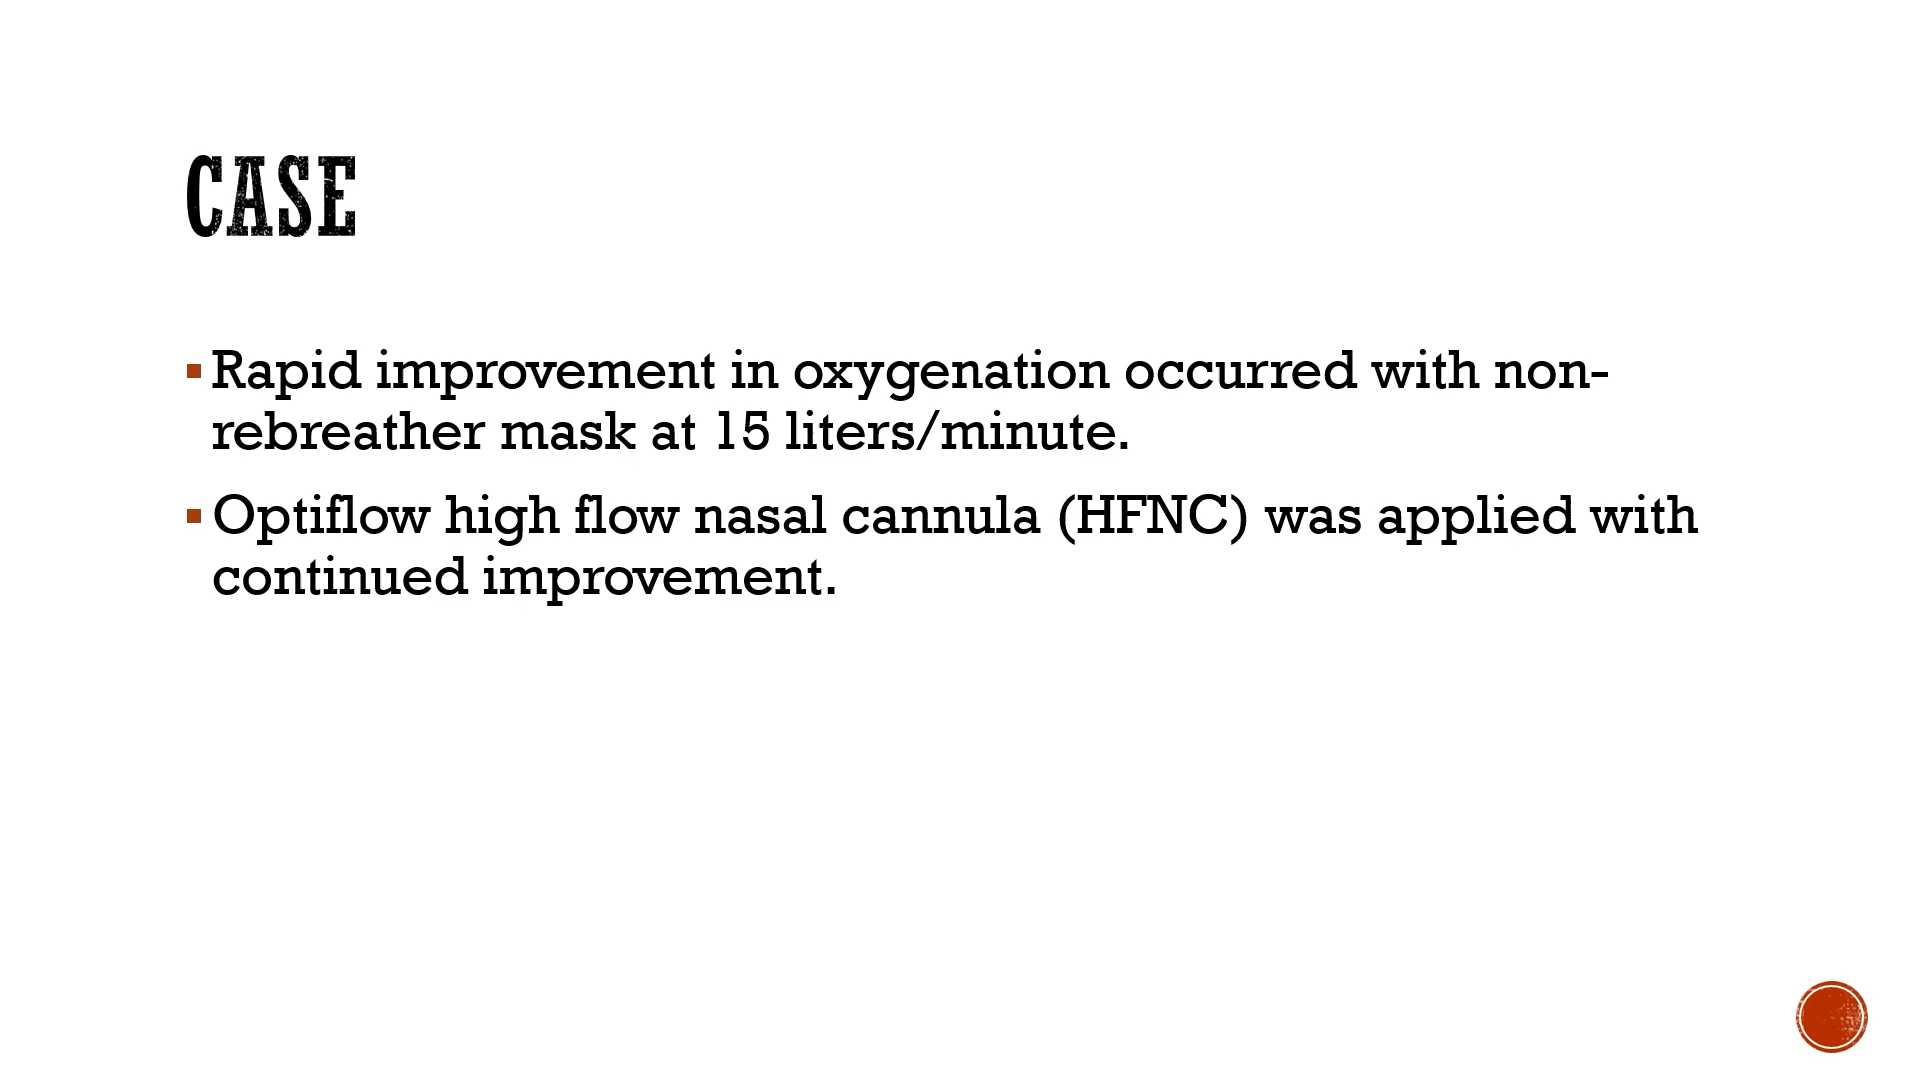 CASE
▪Rapid improvement in oxygenation occurred with non-
rebreather mask at 15 liters/minute.
▪Optiflow high flow nasal cannula (HFNC) was applied with
continued improvement.